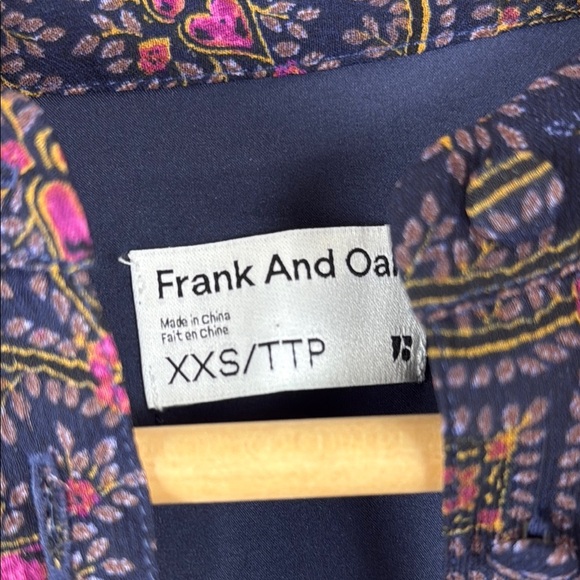 Frank And Oa
Made in China
Fait en Chine
XXS/TTP